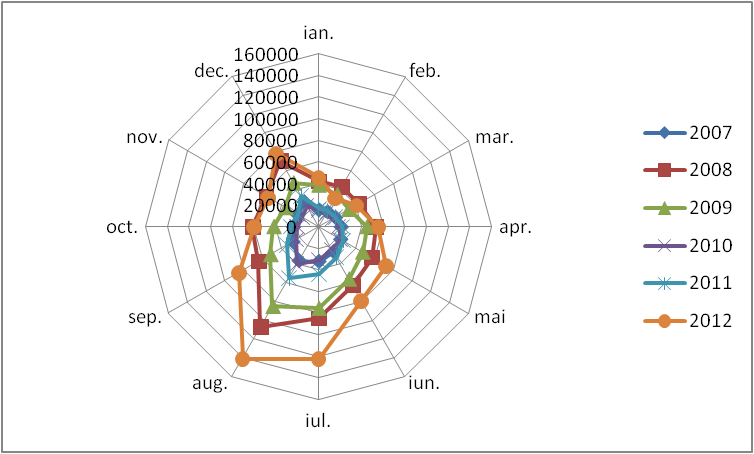 ian.
feb.
mar.
apr.
mai
iun.
iul.
aug.
sep.
oct.
nov.
dec.
160000
140000
120000
100000
80000
60000
40000
20000
0
2007
2008
2009
2010
2011
2012